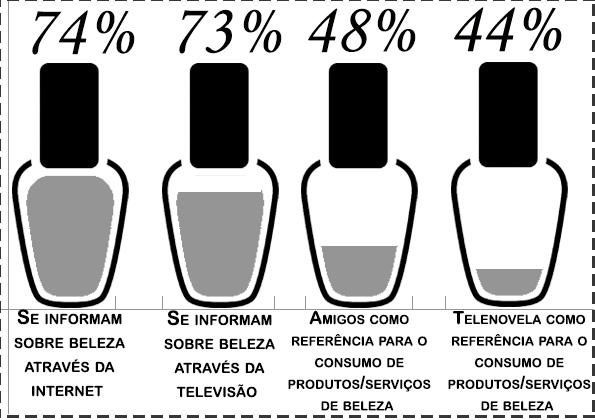 74% 73% 48% 44%
SE INFORMAM
SOBRE BELEZA
ATRAVÉS DA
INTERNET
SE INFORMAM
SOBRE BELEZA
ATRAVÉS DA
TELEVISÃO
AMIGOS COMO
REFERÊNCIA PARA O
CONSUMO DE
PRODUTOS/SERVIÇOS
DE BELEZA
TELENOVELA COMO
REFERÊNCIA PARA O
CONSUMO DE
PRODUTOS/SERVIÇOS
DE BELEZA